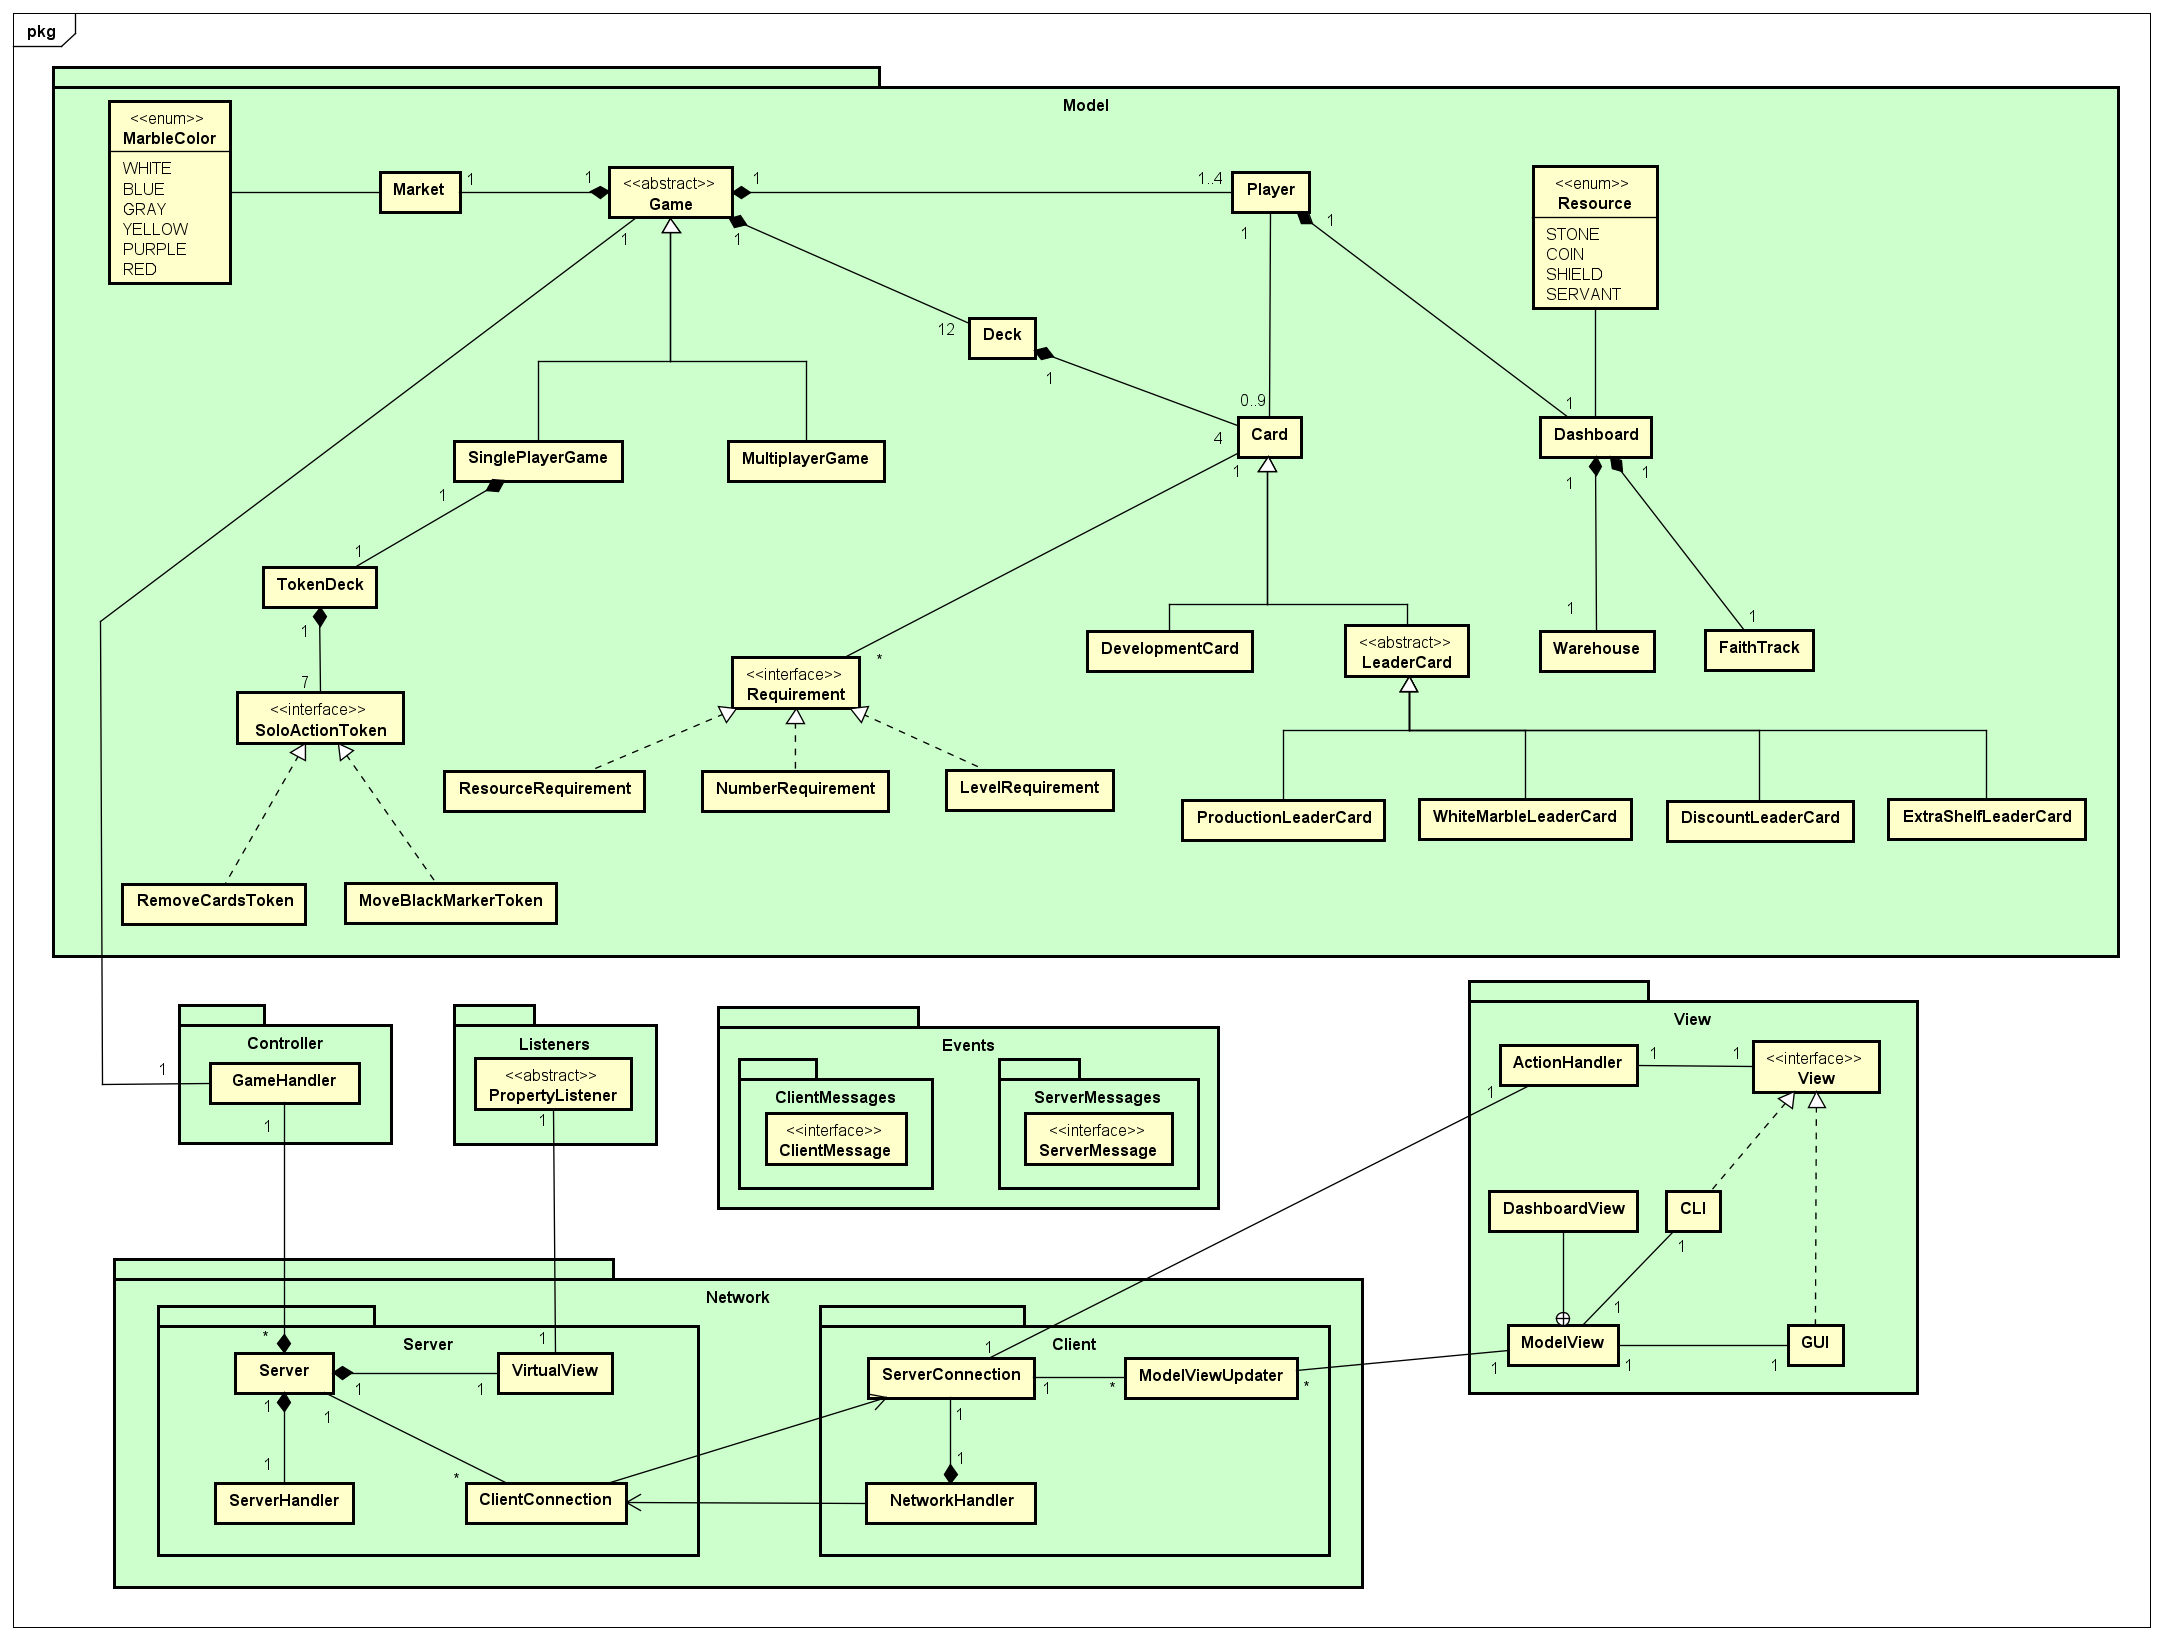 pkg
Model
<<enum>>
MarbleColor
WHITE
BLUE
GRAY
YELLOW
PURPLE
RED
Market
1
1
<<abstract>>
Game
1
1..4
Player
<<enum>>
Resource
STONE
COIN
SHIELD
SERVANT
1
1
1
1
12
Deck
1
0..9
1
4
Card
1
Dashboard
1
1
SinglePlayerGame
MultiplayerGame
1
1
TokenDeck
1
7
<<interface>>
SoloActionToken
*
<<interface>>
Requirement
DevelopmentCard
<<abstract>>
LeaderCard
1
Warehouse
1
FaithTrack
ResourceRequirement
NumberRequirement
LevelRequirement
ProductionLeaderCard
WhiteMarbleLeaderCard
DiscountLeaderCard
ExtraShelfLeaderCard
RemoveCardsToken
MoveBlackMarkerToken
Controller
1
GameHandler
1
Listeners
<<abstract>>
PropertyListener
1
Events
ClientMessages
<<interface>>
ClientMessage
ServerMessages
<<interface>>
ServerMessage
View
ActionHandler
1
1
<<interface>>
View
1
DashboardView
CLI
1
1
ModelView
1
1
1
GUI
Network
Server
*
Server
1
1
1
VirtualView
1
1
1
ServerHandler
*
ClientConnection
Client
1
ServerConnection
1
*
ModelViewUpdater
*
1
1
NetworkHandler